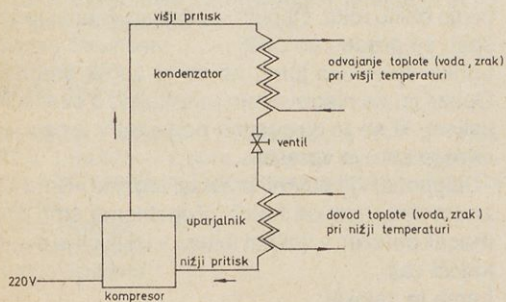 višji pritisk
kondenzator
odvajanje toplote (voda, zrak)
pri višji temperaturi
ventil
uparjalnik
dovod toplote (voda, zrak)
pri nižji temperaturi
nižji pritisk
220V
kompresor